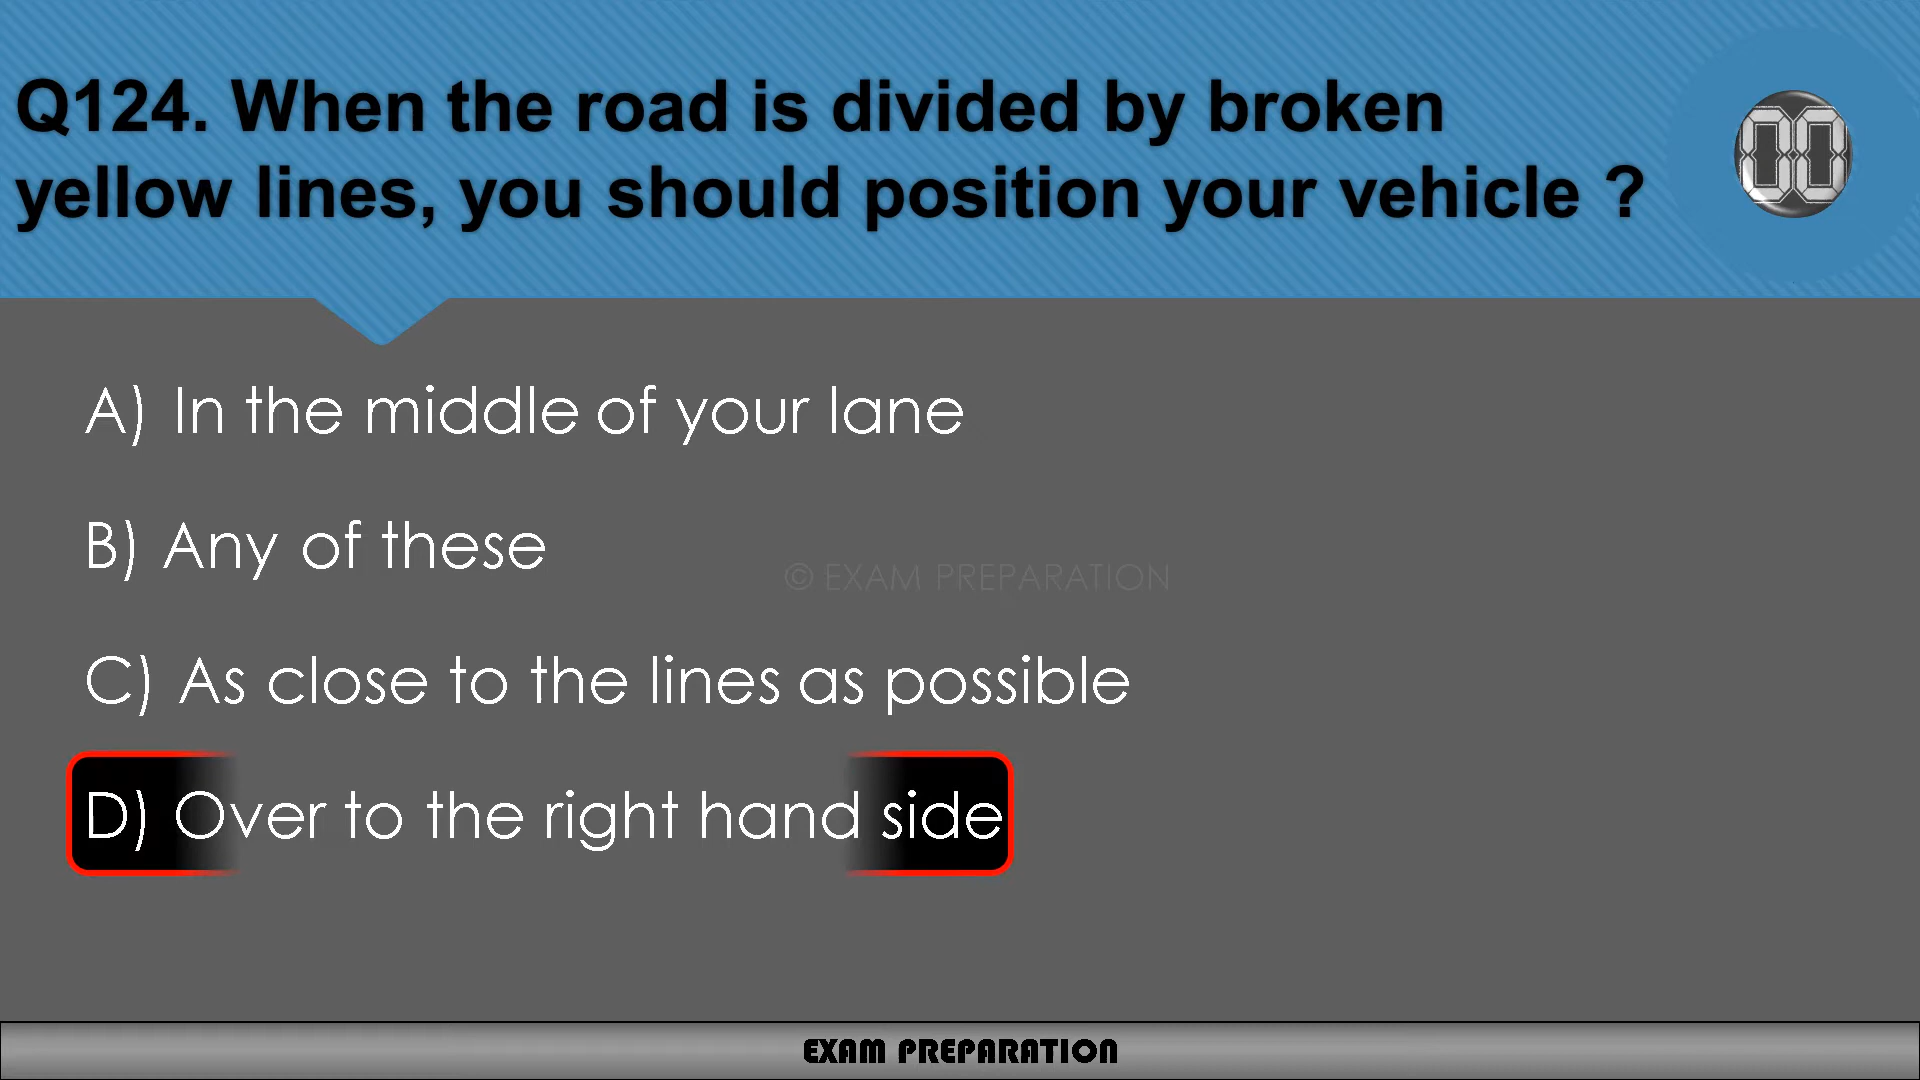 Q124. When the road is divided by broken
yellow lines, you should position your vehicle ?
00
A) In the middle of your lane
B) Any of these
© EXAM PREPARATION
C) As close to the lines as possible
D) Over to the right hand side
EXAM PREPARATION